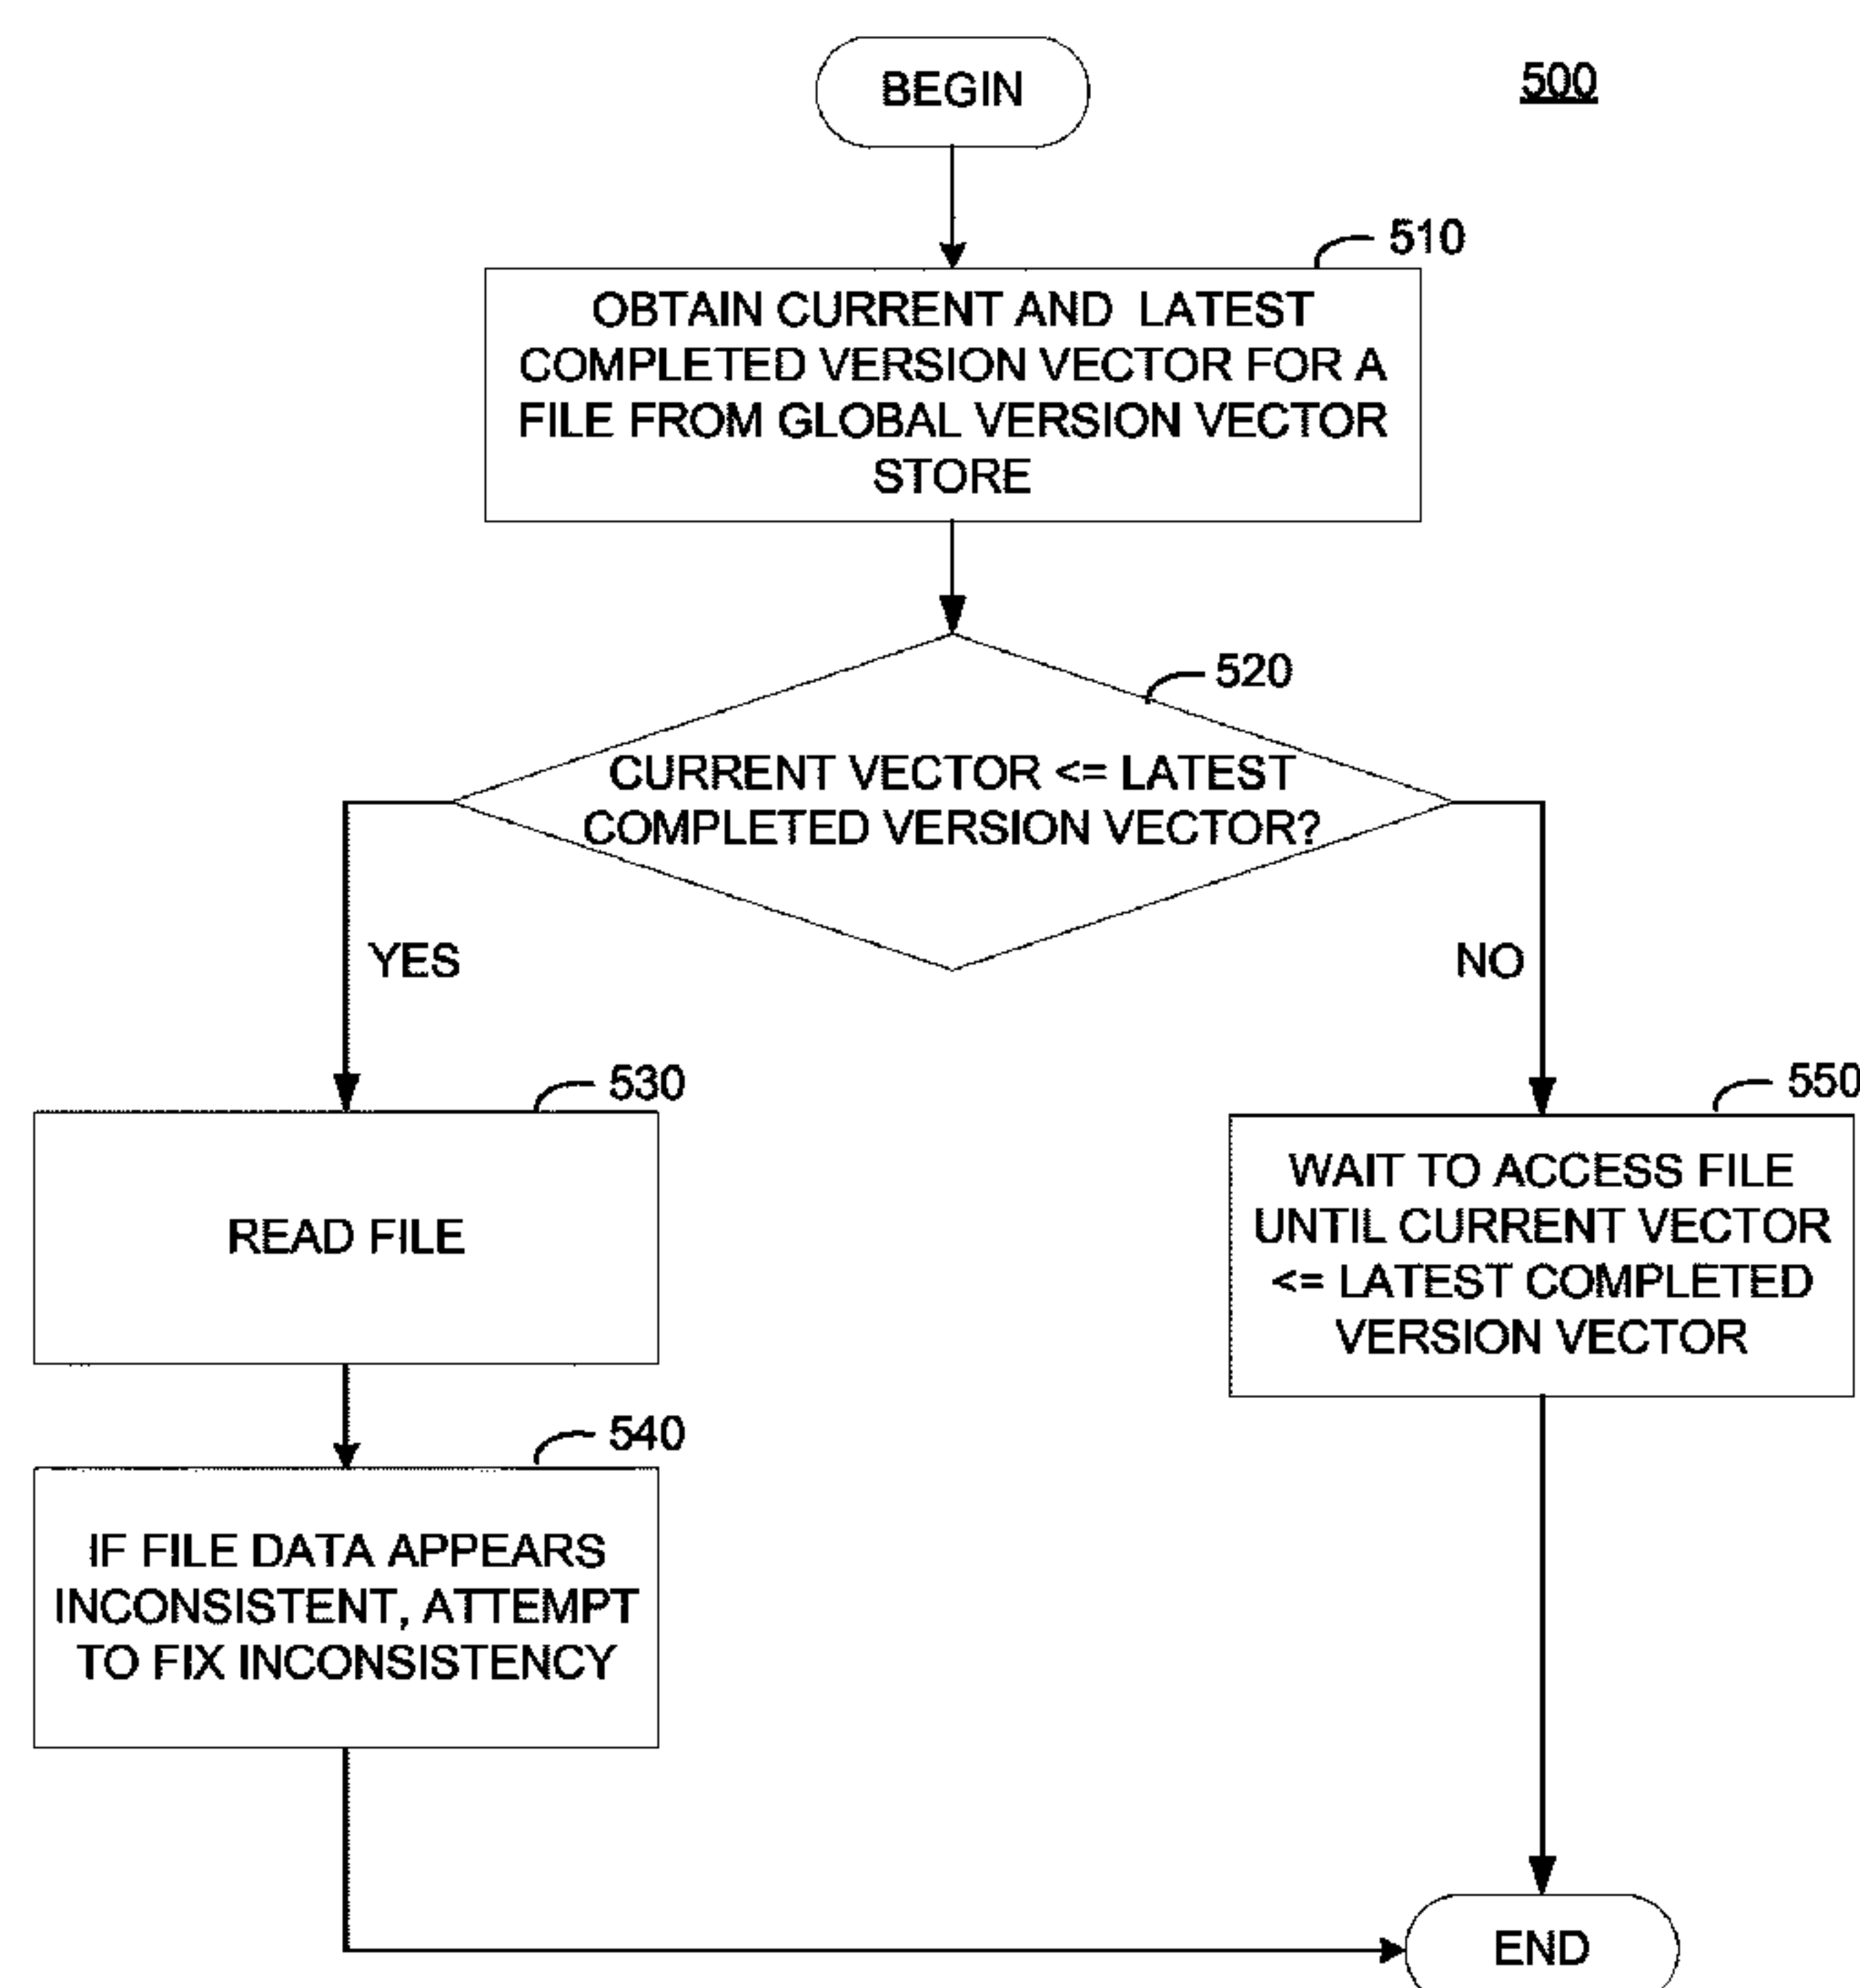 BEGIN
500
510
OBTAIN CURRENT AND LATEST
COMPLETED VERSION VECTOR FOR A
FILE FROM GLOBAL VERSION VECTOR
STORE
520
CURRENT VECTOR <= LATEST
COMPLETED VERSION VECTOR?
YES
NO
530
READ FILE
550
WAIT TO ACCESS FILE
UNTIL CURRENT VECTOR
<= LATEST COMPLETED
VERSION VECTOR
540
IF FILE DATA APPEARS
INCONSISTENT, ATTEMPT
TO FIX INCONSISTENCY
END